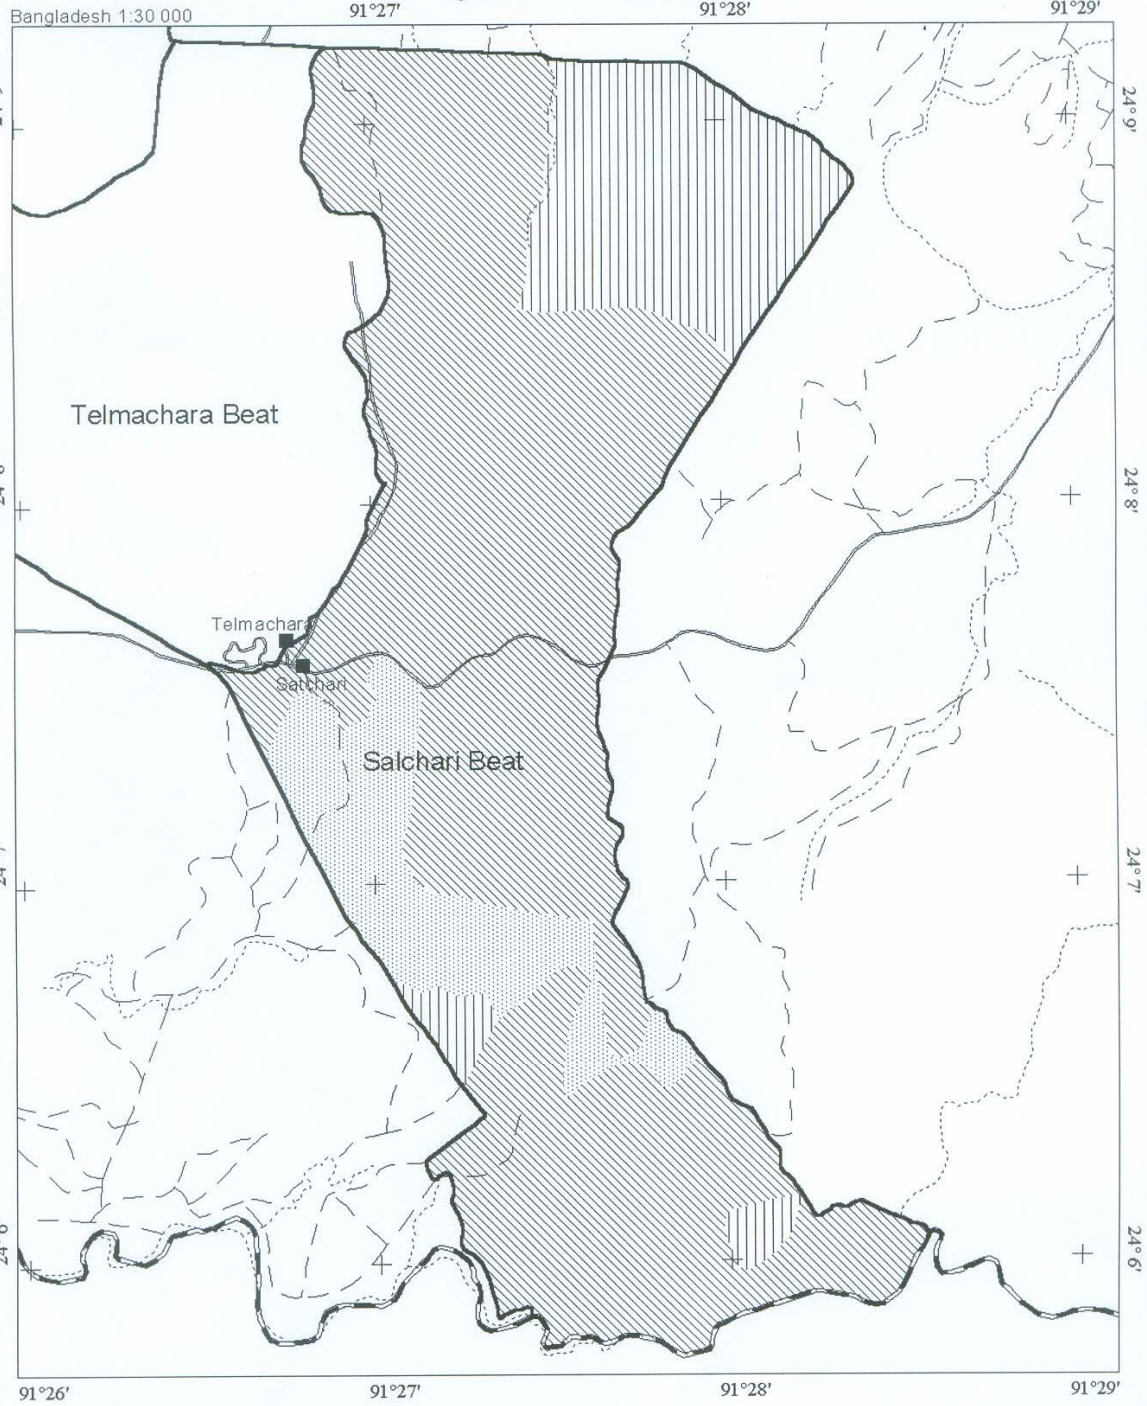 Bangladesh 1:30 000
91°27' 91°28' 91°29'
24°9'
Telmachara Beat
24°8'
Telmachara
Satchari
Salchari Beat
24°7'
24°6'
91°26' 91°27' 91°28' 91°29'